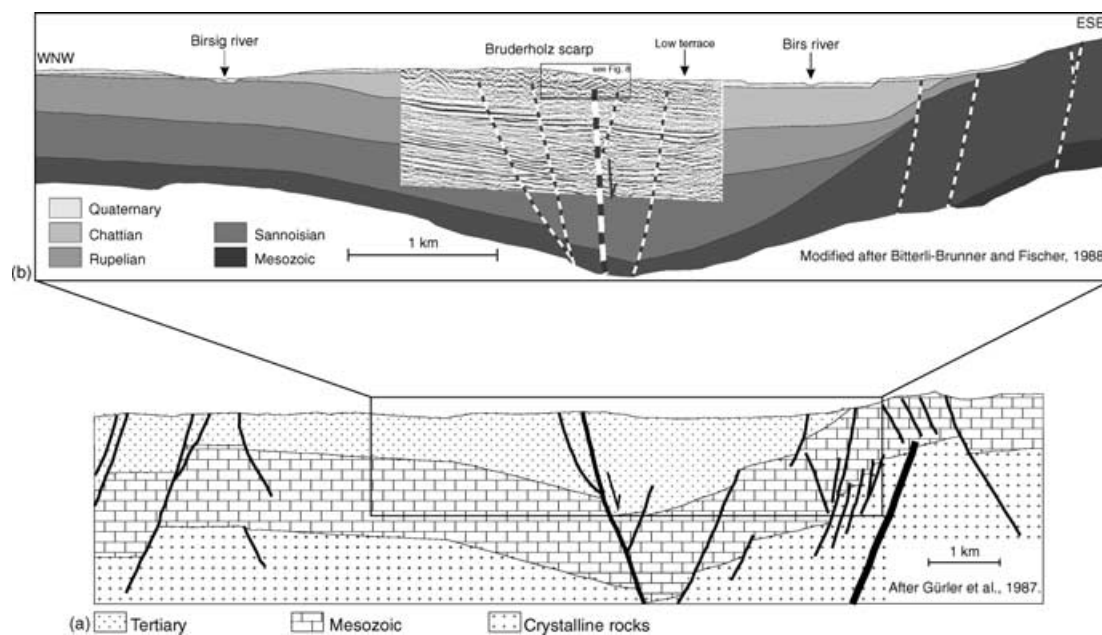 ESE
WNW
Birsig river
Bruderholz scarp
Low terrace
Birs river
see Fig. 8
Quaternary
Chattian
Rupelian
Sannoisian
Mesozoic
1 km
Modified after Bitterli-Brunner and Fischer, 1988
(b)
1 km
After Gürler et al., 1987.
(a)
Tertiary
Mesozoic
Crystalline rocks